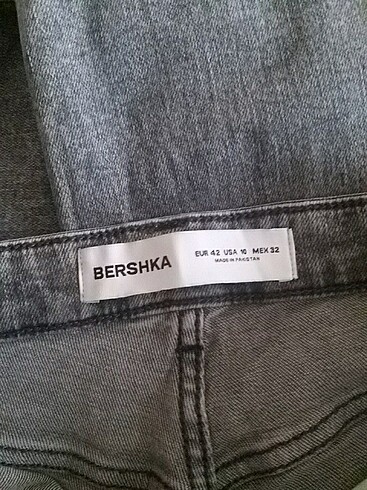 BERSHKA
EUR 42 USA 10 MEX 32
MADE IN PAKISTAN